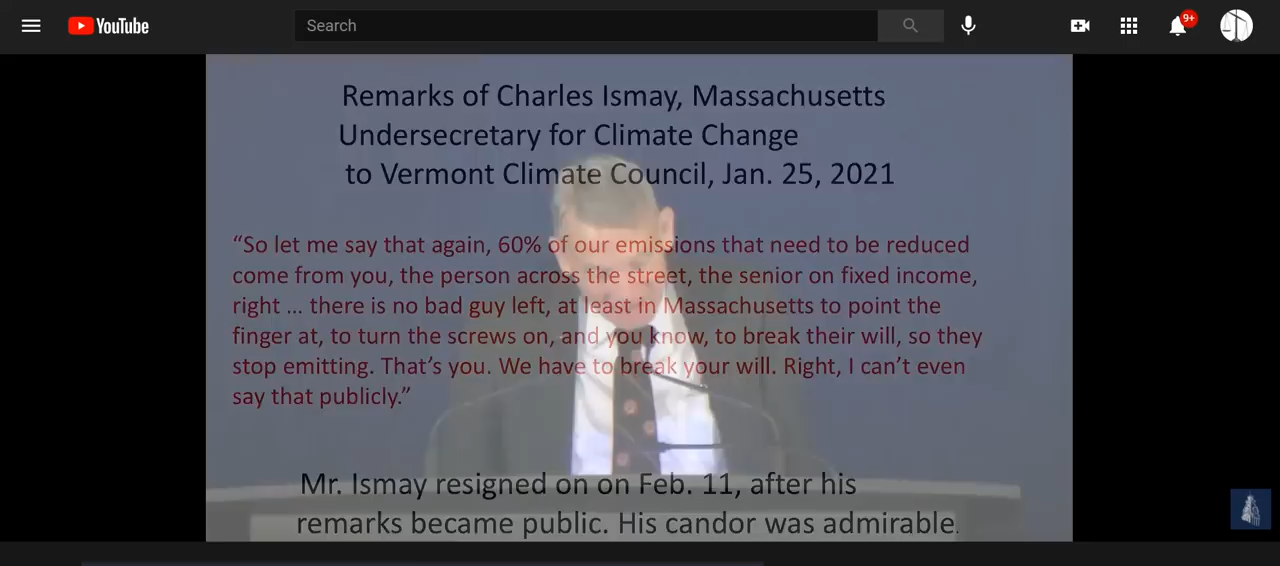 YouTube
Search
9+
Remarks of Charles Ismay, Massachusetts
Undersecretary for Climate Change
to Vermont Climate Council, Jan. 25, 2021
“So let me say that again, 60% of our emissions that need to be reduced
come from you, the person across the street, the senior on fixed income,
right ... there is no bad guy left, at least in Massachusetts to point the
finger at, to turn the screws on, and you know, to break their will, so they
stop emitting. That’s you. We have to break your will. Right, I can’t even
say that publicly.”
Mr. Ismay resigned on on Feb. 11, after his
remarks became public. His candor was admirable.